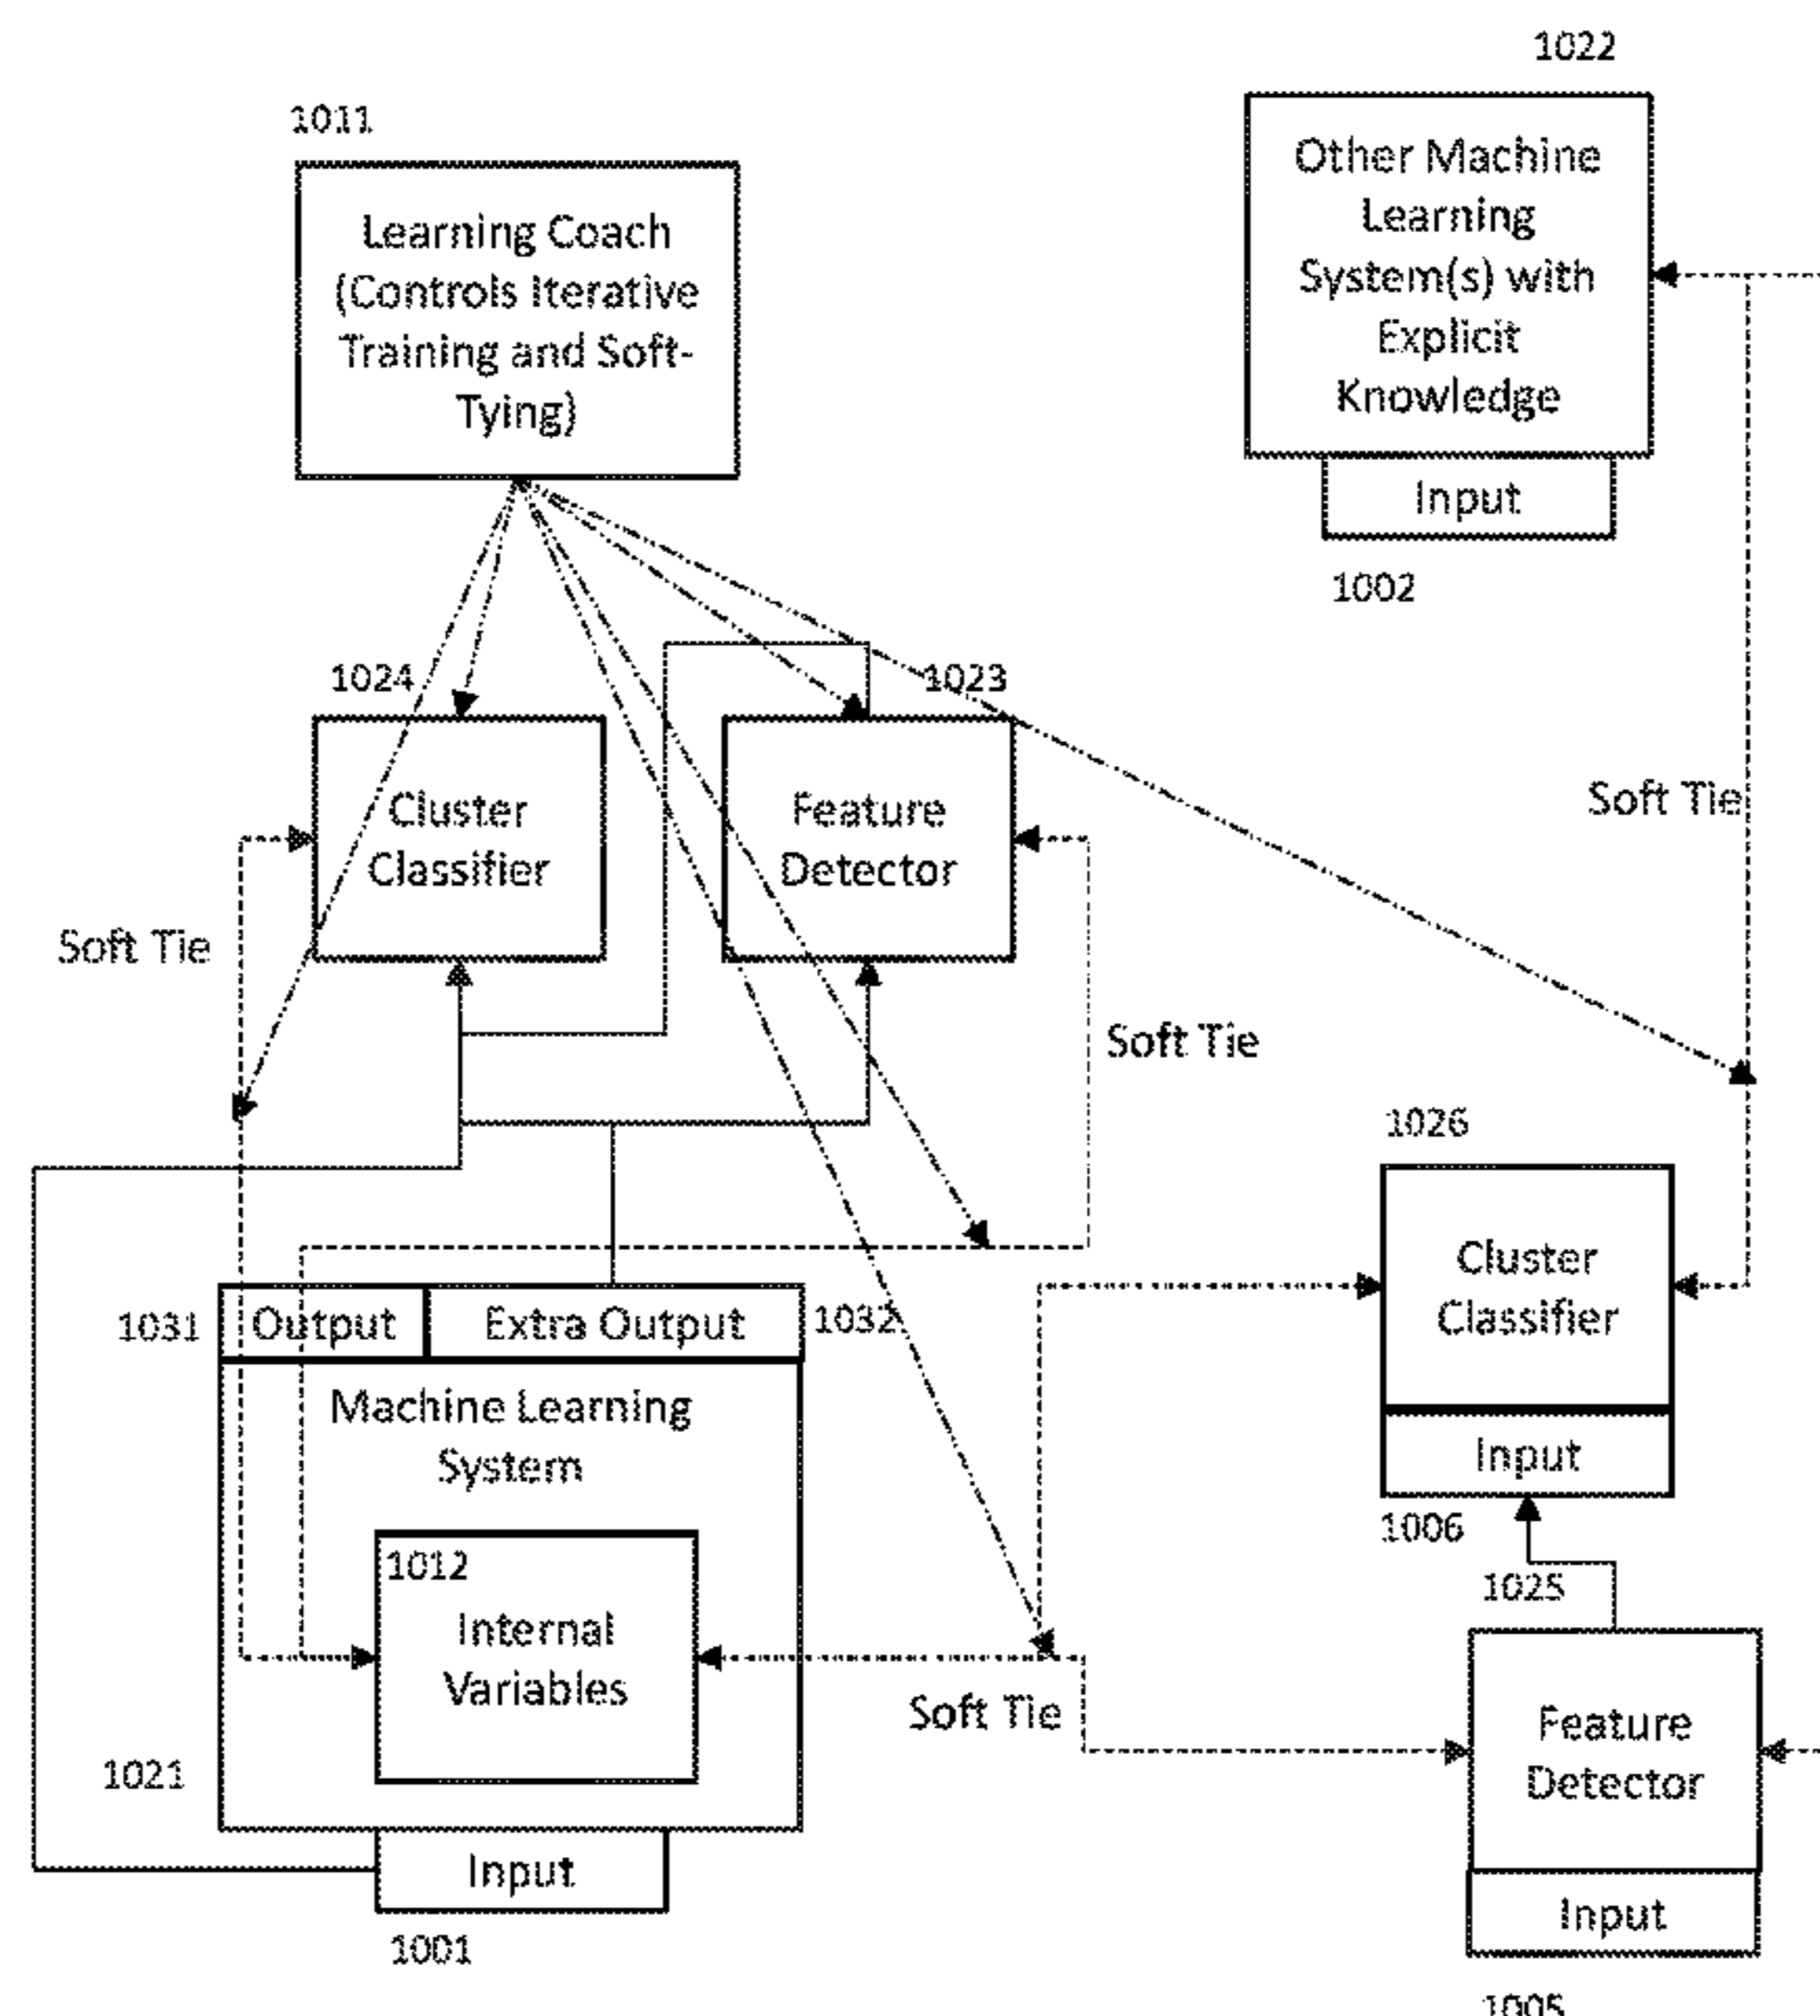 1022
1011
Other Machine
Learning
System(s) with
Explicit
Knowledge
Learning Coach
(Controls Iterative
Training and Soft-
Tying)
Input
1002
1024
1023
Cluster
Classifier
Feature
Detector
Soft Tie
Soft Tie
Soft Tie
1026
Cluster
Classifier
1031
Output
Extra Output
1032
Machine Learning
System
Input
1006
1012
Internal
Variables
1025
Soft Tie
Feature
Detector
1021
Input
Input
1001
1005